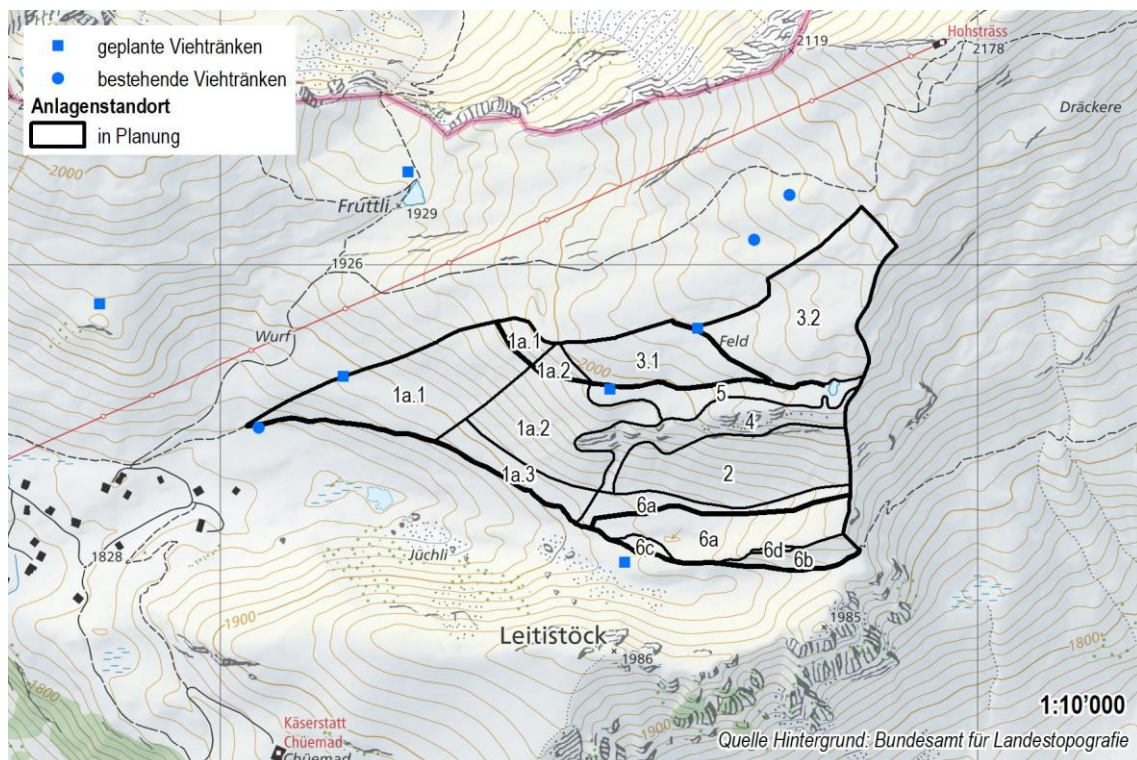 geplante Viehtränken
bestehende Viehtränken
Anlagenstandort
in Planung
2119
Hohsträss
2178
Dräckere
2000
Fruttli
1929
1926
Wurf
3.2
Feld
1a.1
3.1
1a.2
2000
1a.1
5
4
1a.2
2
1a.3
6a
6a
6c
6d
6b
1828
Jüchli
1900
Leitistöck
1985
1986
1800
1800
1900
Käserstatt
Chüemad
Chüemad
1:10'000
Quelle Hintergrund: Bundesamt für Landestopografie